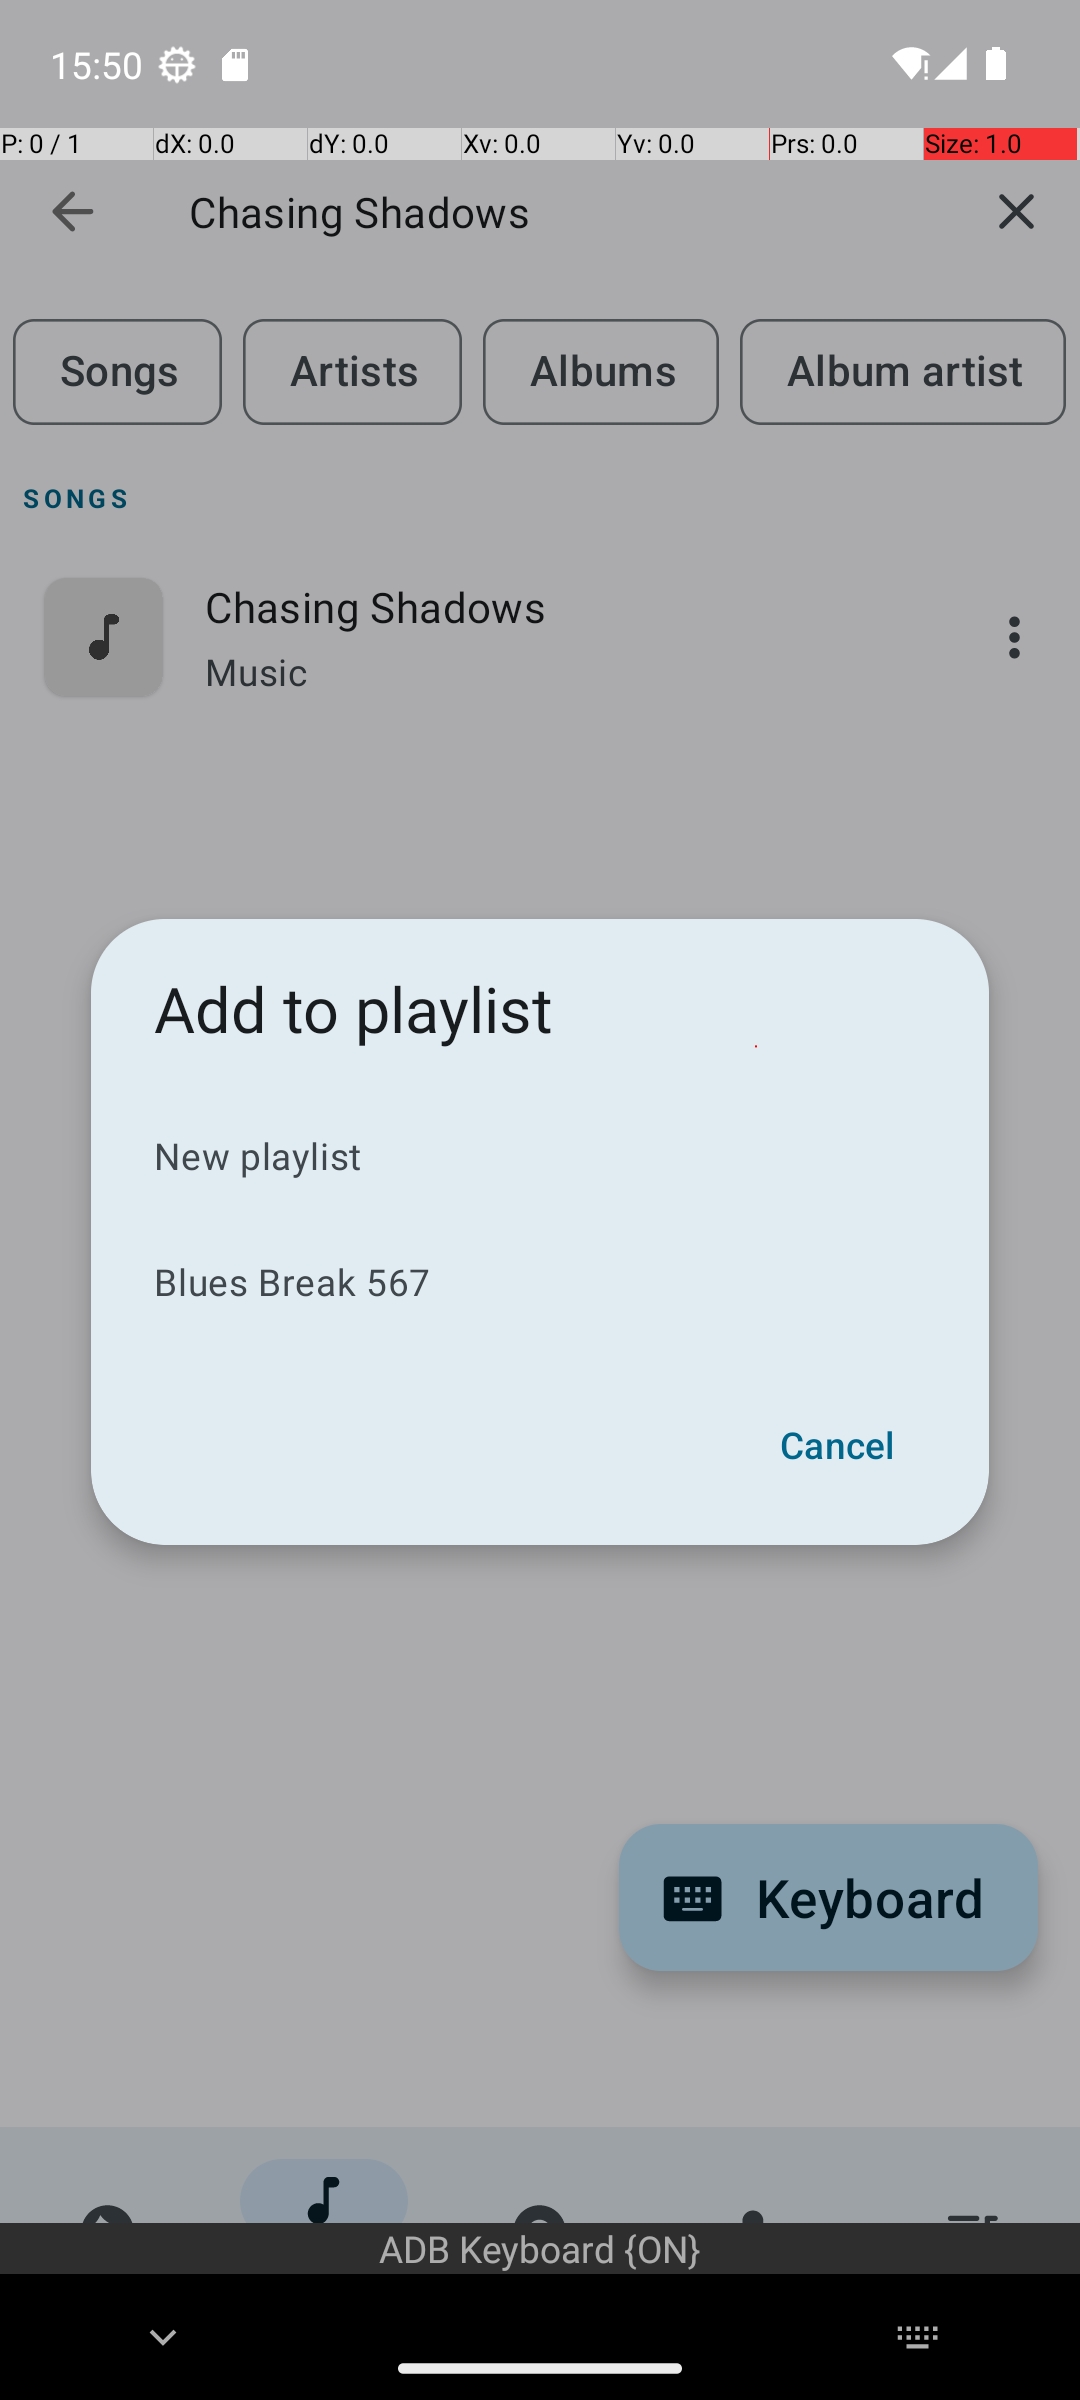 15:50
P: 0 / 1 dX: 0.0 dY: 0.0 Xv: 0.0 Yv: 0.0 Prs: 0.0 Size: 1.0
Chasing Shadows
Songs Artists Albums Album artist
SONGS
Chasing Shadows
Music
Add to playlist
New playlist
Blues Break 567
Cancel
Keyboard
ADB Keyboard {ON}